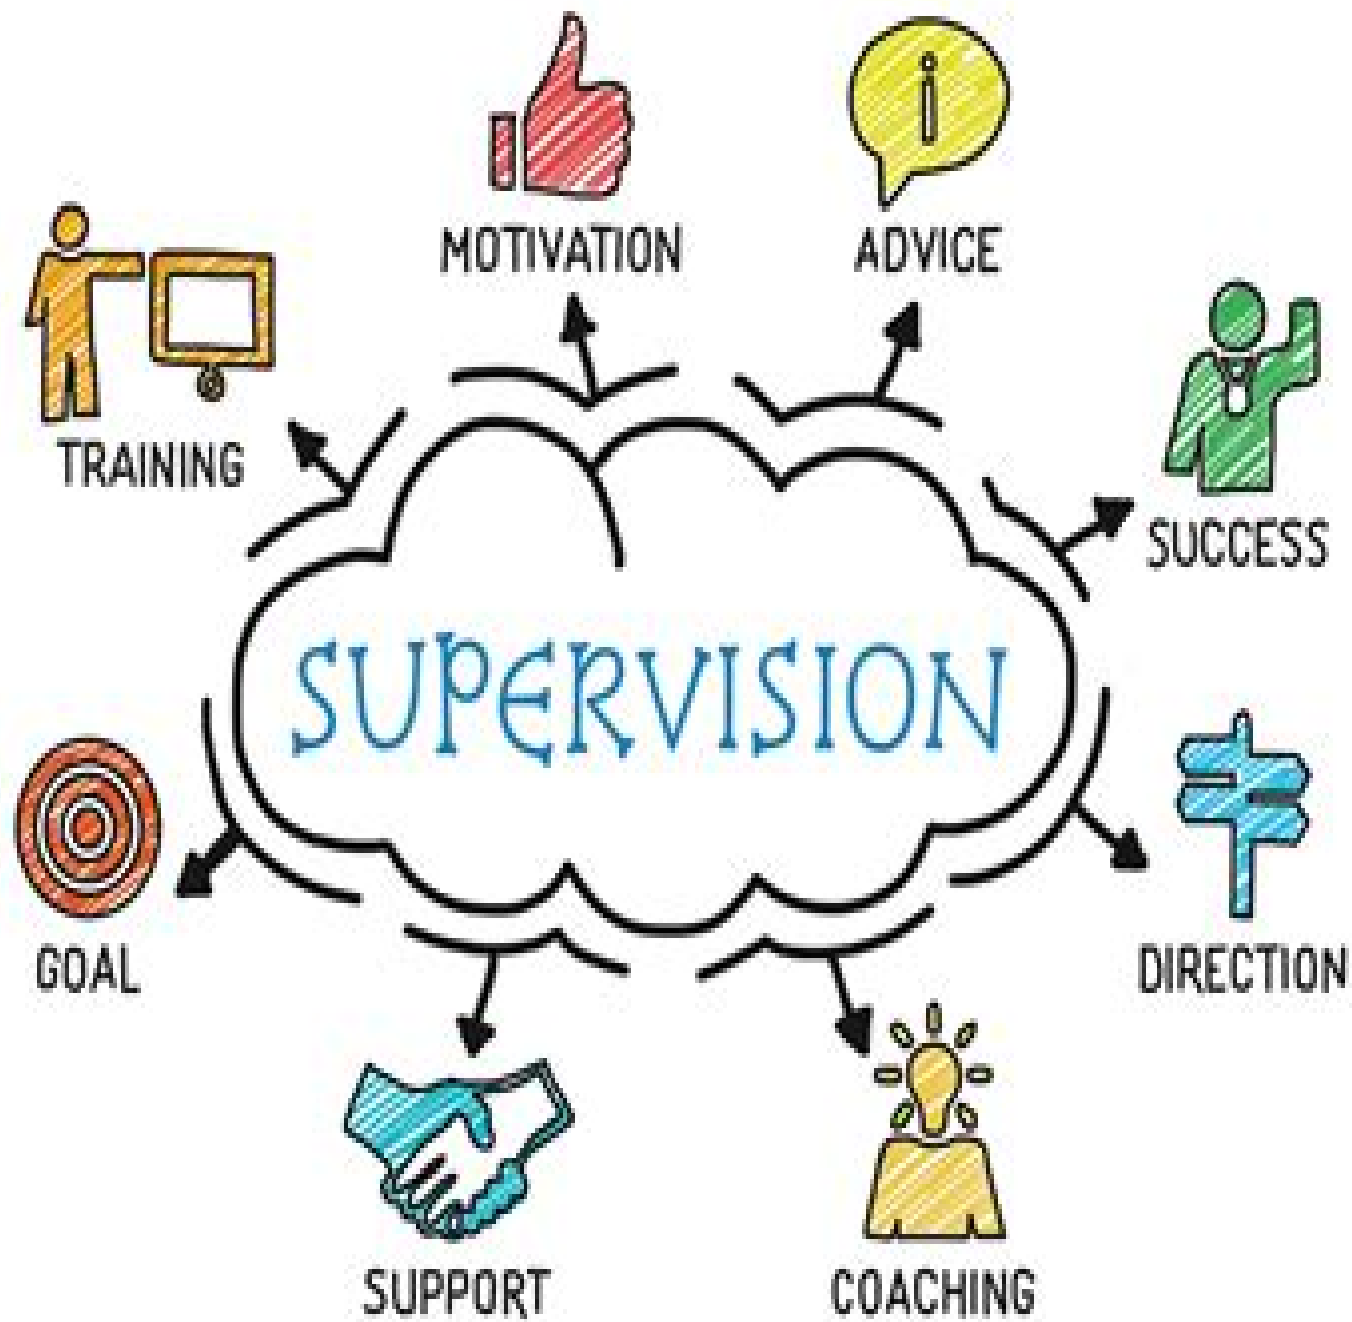 MOTIVATION
ADVICE
TRAINING
SUCCESS
SUPERVISION
GOAL
DIRECTION
SUPPORT
COACHING